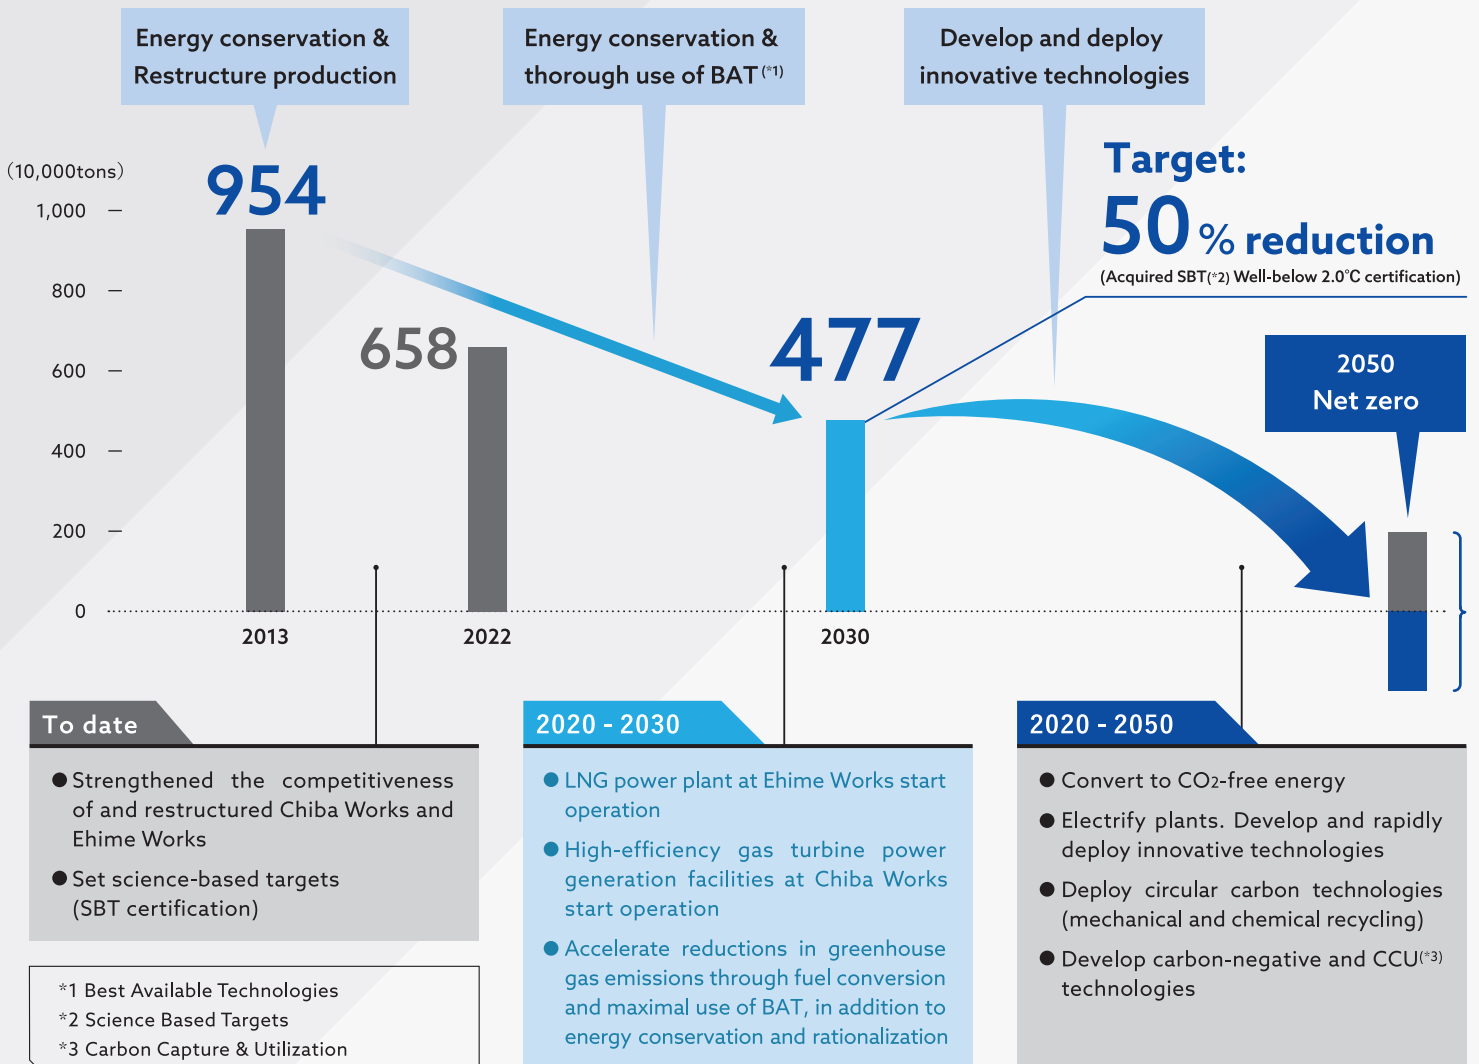 Energy conservation &
Restructure production
Energy conservation &
thorough use of BAT(*1)
Develop and deploy
innovative technologies
Target:
50% reduction
(Acquired SBT(*2) Well-below 2.0℃ certification)
(10,000tons)
1,000
800
600
400
200
0
954
658
477
2050
Net zero
2013
2022
2030
To date
● Strengthened the competitiveness
of and restructured Chiba Works and
Ehime Works
● Set science-based targets
(SBT certification)
*1 Best Available Technologies
*2 Science Based Targets
*3 Carbon Capture & Utilization
2020 - 2030
● LNG power plant at Ehime Works start
operation
● High-efficiency gas turbine power
generation facilities at Chiba Works
start operation
● Accelerate reductions in greenhouse
gas emissions through fuel conversion
and maximal use of BAT, in addition to
energy conservation and rationalization
2020 - 2050
● Convert to CO2-free energy
● Electrify plants. Develop and rapidly
deploy innovative technologies
● Deploy circular carbon technologies
(mechanical and chemical recycling)
● Develop carbon-negative and CCU(*3)
technologies